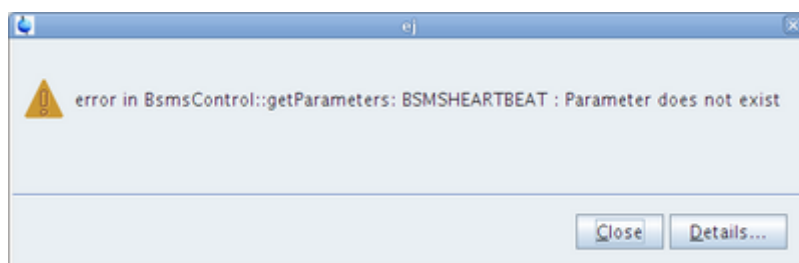 ej
error in BsmsControl::getParameters: BSMSHEARTBEAT : Parameter does not exist
Close Details...